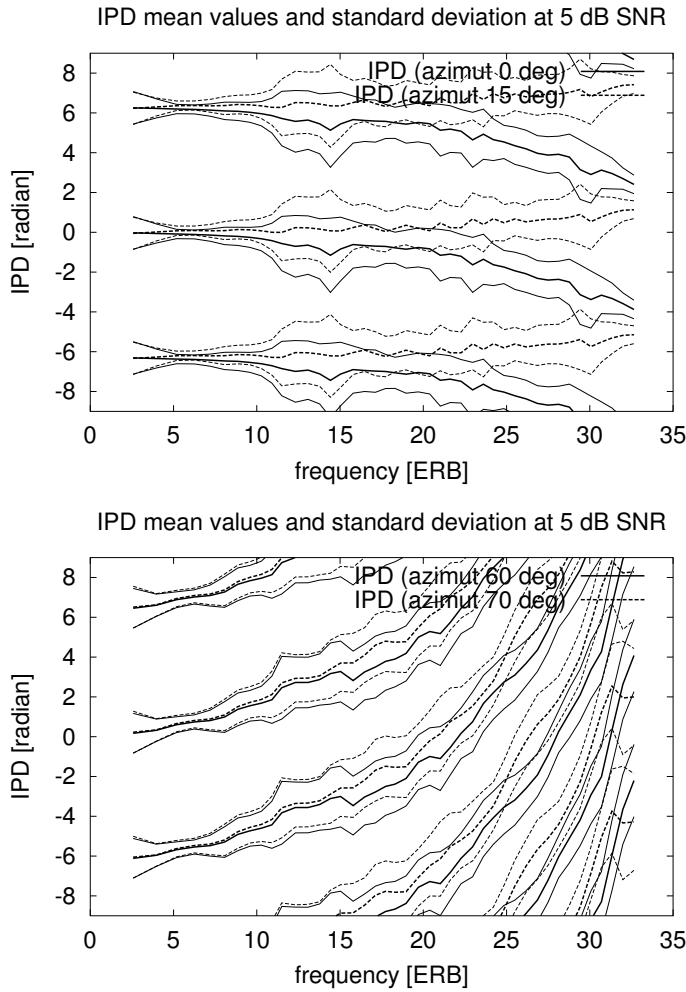 IPD mean values and standard deviation at 5 dB SNR
8
IPD (azimut 0 deg)
6
IPD (azimut 15 deg)
4
2
0
-2
-4
-6
-8
IPD [radian]
0 5 10 15 20 25 30 35
frequency [ERB]
IPD mean values and standard deviation at 5 dB SNR
8
IPD (azimut 60 deg)
IPD (azimut 70 deg)
6
4
2
0
-2
-4
-6
-8
IPD [radian]
0 5 10 15 20 25 30 35
frequency [ERB]